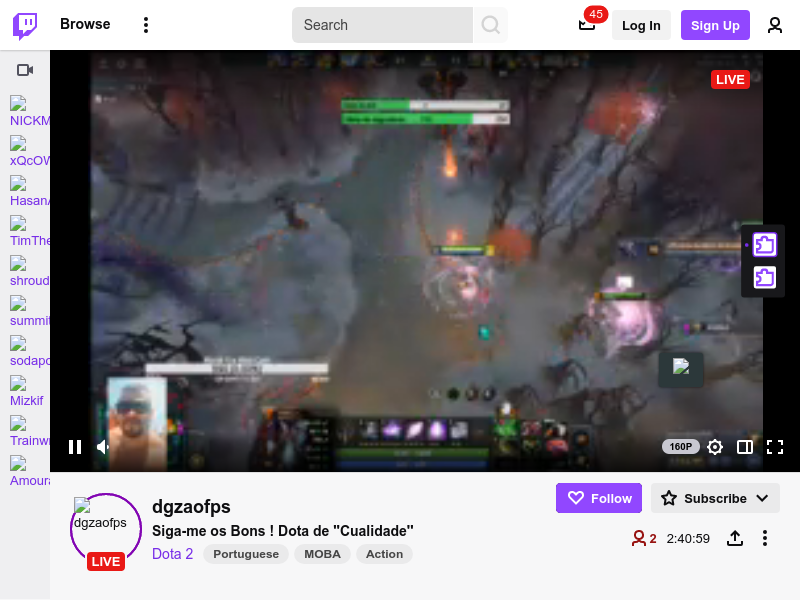 Browse
Search
45
Log In
Sign Up
LIVE
NICKM
xQcOW
HasanA
TimThe
shroud
summit
sodapo
Mizkif
Trainwr
Amoura
160P
dgzaofps
LIVE
dgzaofps
Siga-me os Bons ! Dota de "Cualidade"
Dota 2
Portuguese
MOBA
Action
Follow
Subscribe
2
2:40:59